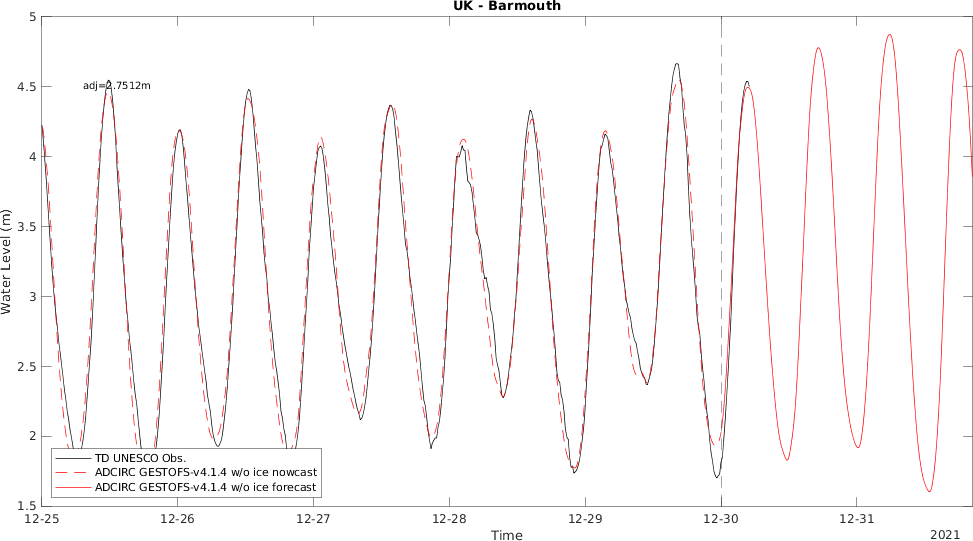 UK - Barmouth
5
4.5
4
3.5
3
2.5
2
1.5
Water Level (m)
adj=2.7512m
TD UNESCO Obs.
ADCIRC GESTOFS-v4.1.4 w/o ice nowcast
ADCIRC GESTOFS-v4.1.4 w/o ice forecast
12-25 12-26 12-27 12-28 12-29 12-30 12-31
Time
2021